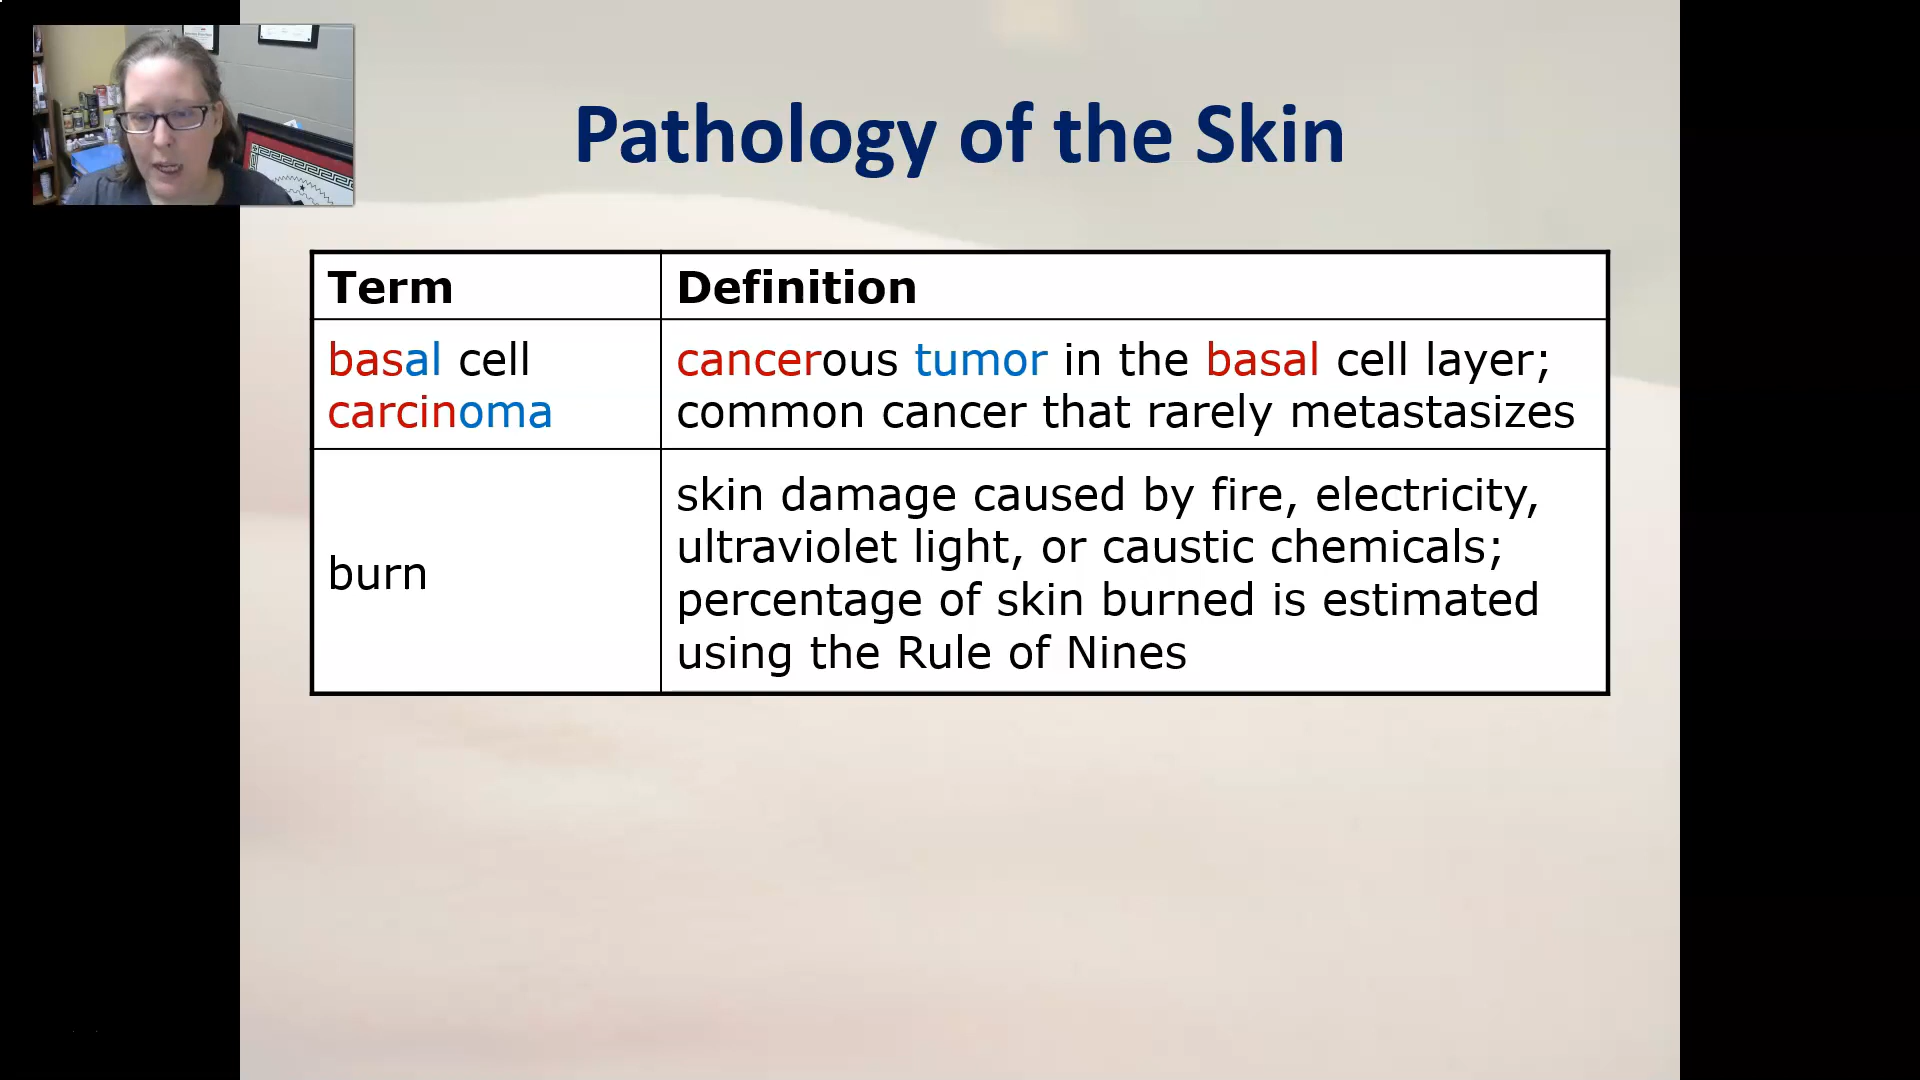 Pathology of the Skin
Term
Definition
basal cell
carcinoma
cancerous tumor in the basal cell layer;
common cancer that rarely metastasizes
burn
skin damage caused by fire, electricity,
ultraviolet light, or caustic chemicals;
percentage of skin burned is estimated
using the Rule of Nines